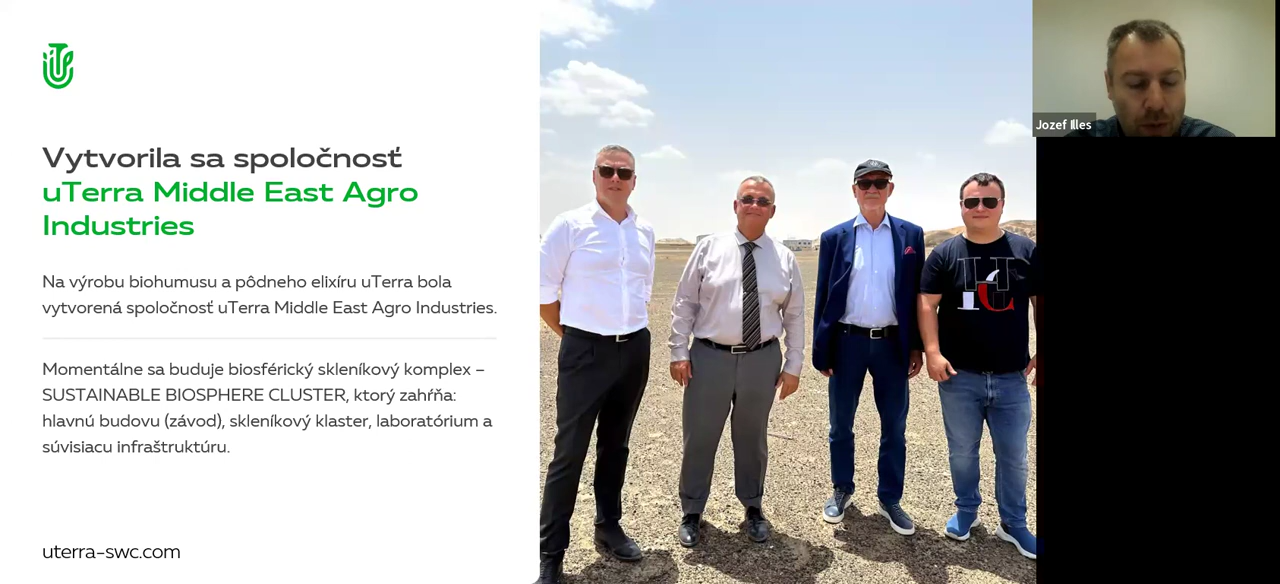 Vytvorila sa spoločnosť
uTerra Middle East Agro
Industries
Na výrobu biohumusu a pôdneho elixíru uTerra bola
vytvorená spoločnosť uTerra Middle East Agro Industries.
Momentálne sa buduje biosférický skleníkový komplex –
SUSTAINABLE BIOSPHERE CLUSTER, ktorý zahŕňa:
hlavnú budovu (závod), skleníkový klaster, laboratórium a
súvisiacu infraštruktúru.
uterra-swc.com
Jozef Illes